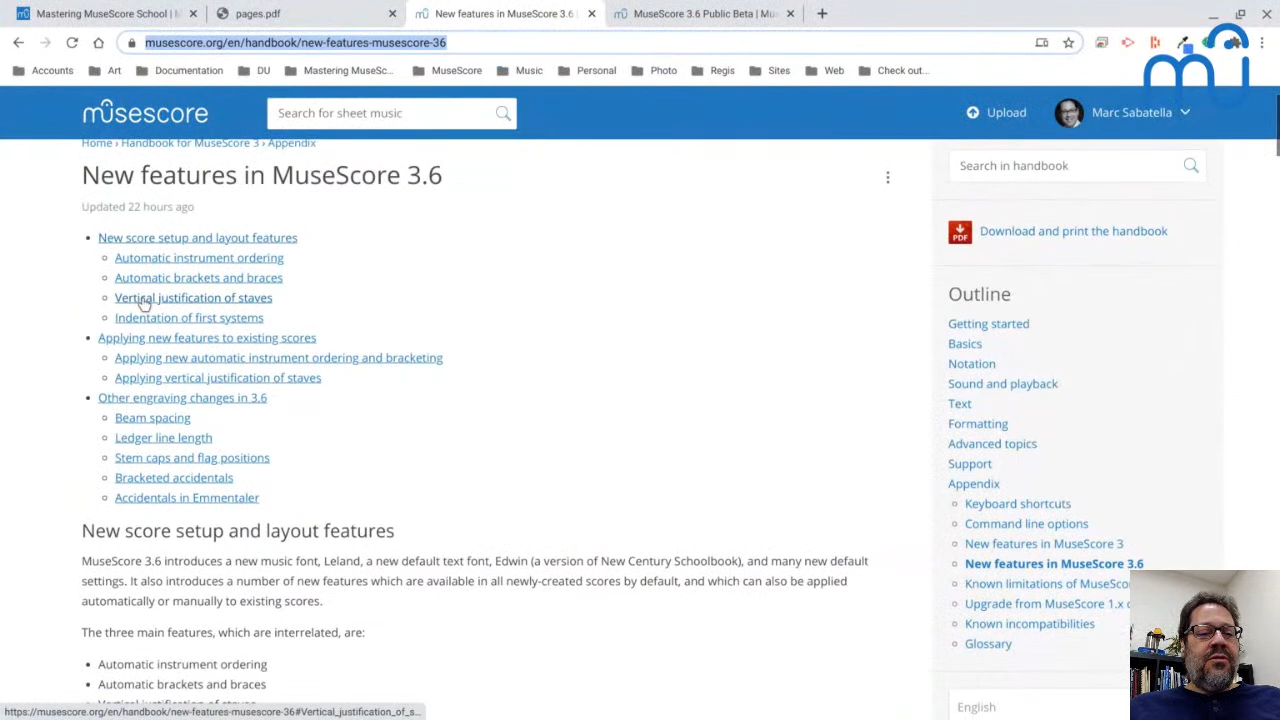 Mastering MuseScore School | M
pages.pdf
New features in MuseScore 3.6
MuseScore 3.6 Public Beta | Mu
musescore.org/en/handbook/new-features-musescore-36
Accounts
Art
Documentation
DU
Mastering MuseSc...
MuseScore
Music
Personal
Photo
Regis
Sites
Web
Check out...
musescore
Search for sheet music
Upload
Marc Sabatella
Home › Handbook for MuseScore 3 › Appendix
New features in MuseScore 3.6
Updated 22 hours ago
New score setup and layout features
Automatic instrument ordering
Automatic brackets and braces
Vertical justification of staves
Indentation of first systems
Applying new features to existing scores
Applying new automatic instrument ordering and bracketing
Applying vertical justification of staves
Other engraving changes in 3.6
Beam spacing
Ledger line length
Stem caps and flag positions
Bracketed accidentals
Accidentals in Emmentaler
New score setup and layout features
MuseScore 3.6 introduces a new music font, Leland, a new default text font, Edwin (a version of New Century Schoolbook), and many new default
settings. It also introduces a number of new features which are available in all newly-created scores by default, and which can also be applied
automatically or manually to existing scores.
The three main features, which are interrelated, are:
Automatic instrument ordering
Automatic brackets and braces
https://musescore.org/en/handbook/new-features-musescore-36#Vertical_justification_of_s...
Search in handbook
PDF
Download and print the handbook
Outline
Getting started
Basics
Notation
Sound and playback
Text
Formatting
Advanced topics
Support
Appendix
Keyboard shortcuts
Command line options
New features in MuseScore 3
New features in MuseScore 3.6
Known limitations of MuseSco
Upgrade from MuseScore 1.x
Known incompatibilities
Glossary
English